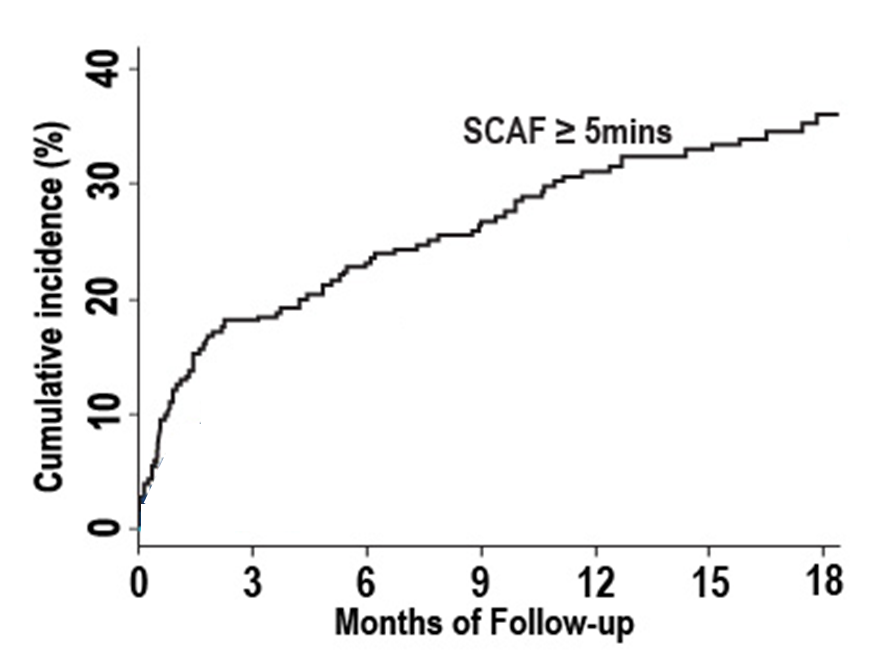 Cumulative incidence (%)
40
30
20
10
0
SCAF ≥ 5mins
0 3 6 9 12 15 18
Months of Follow-up